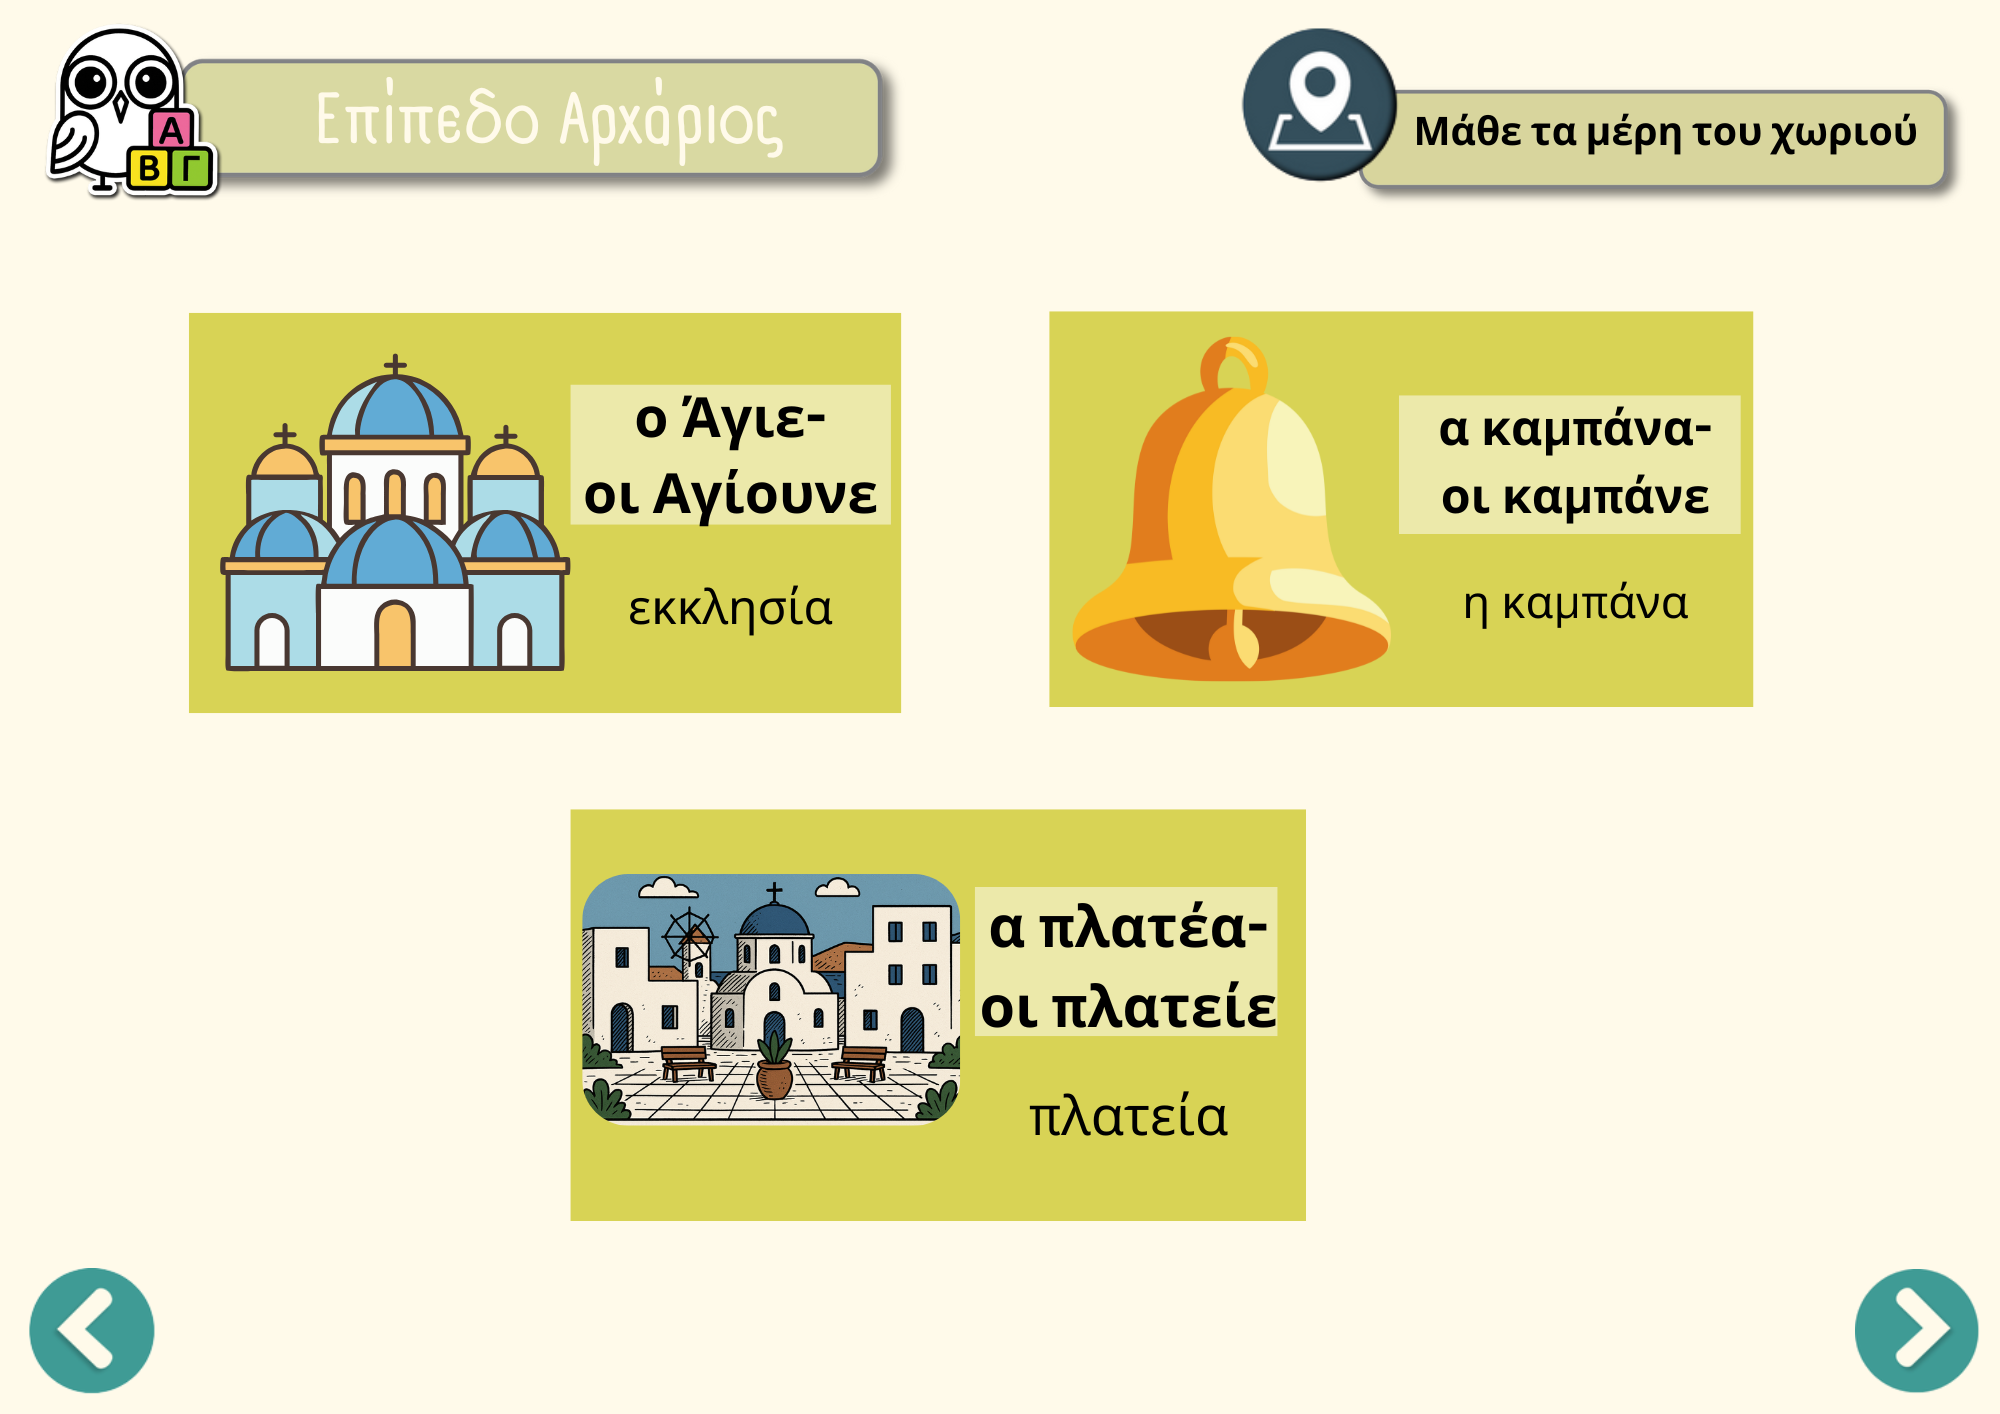 Επίπεδο Αρχάριος
Α
Β Γ
Μάθε τα μέρη του χωριού
ο Άγιε-
οι Αγίουνε
εκκλησία
α καμπάνα-
οι καμπάνε
η καμπάνα
α πλατέα-
οι πλατείε
πλατεία